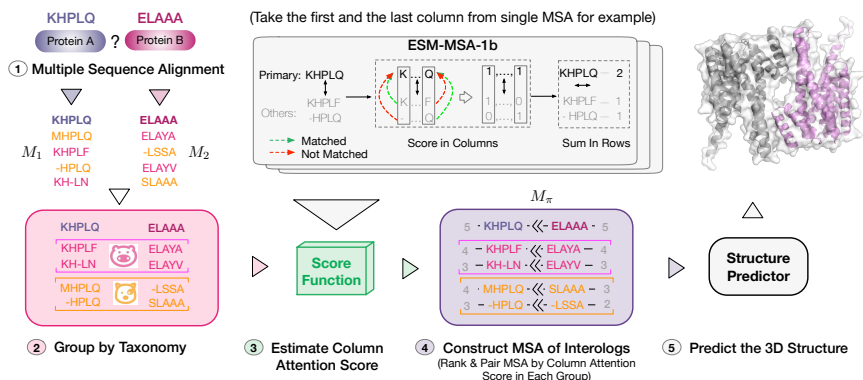 KHPLQ ELAAA
(Take the first and the last column from single MSA for example)
Protein A ? Protein B
ESM-MSA-1b
1 Multiple Sequence Alignment
Primary: KHPLQ K ... Q 1 ..... 1 KHPLQ 2
Others: KHPLF K F 1 0 KHPLF 1
-HPLQ - Q 0 1 - HPLQ 1
Matched
Not Matched
Score in Columns
Sum In Rows
KHPLQ ELAAA
MHPLQ ELAYA
M1 KHPLF -LSSA M2
-HPLQ ELAYV
KH-LN SLAAA
Mπ
KHPLQ ELAAA
KHPLF ELAYA
KH-LN ELAYV
MHPLQ -LSSA
-HPLQ SLAAA
Score
Function
5 - KHPLQ ELAAA - 5
4 - KHPLF ELAYA - 4
3 - KH-LN ELAYV - 3
4 - MHPLQ SLAAA - 3
3 - -HPLQ -LSSA - 2
Structure
Predictor
2 Group by Taxonomy
3 Estimate Column
Attention Score
4 Construct MSA of Interologs
(Rank & Pair MSA by Column Attention
Score in Each Group)
5 Predict the 3D Structure